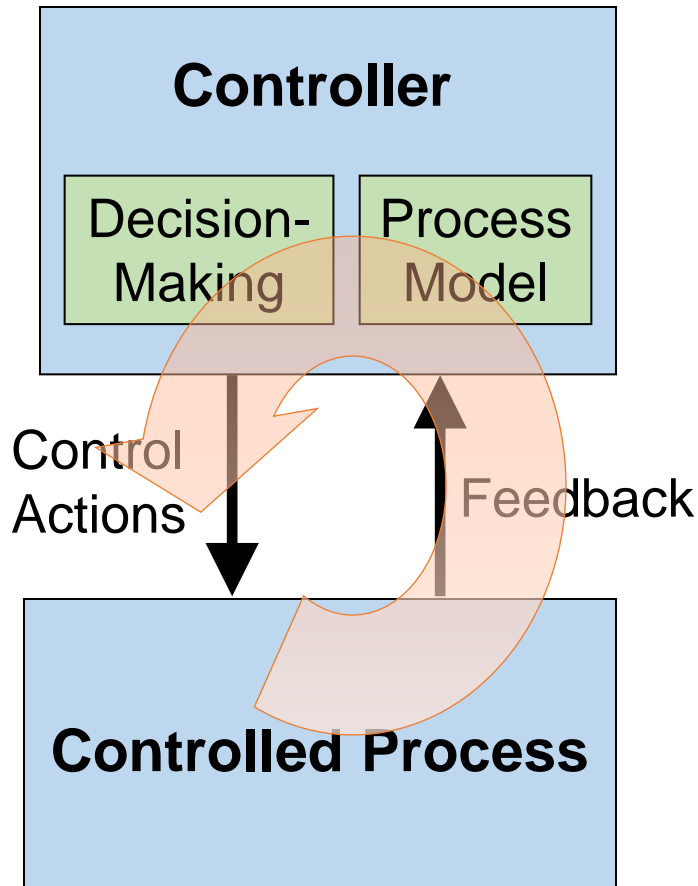 Controller
Decision-
Making
Process
Model
Control
Actions
Feedback
Controlled Process